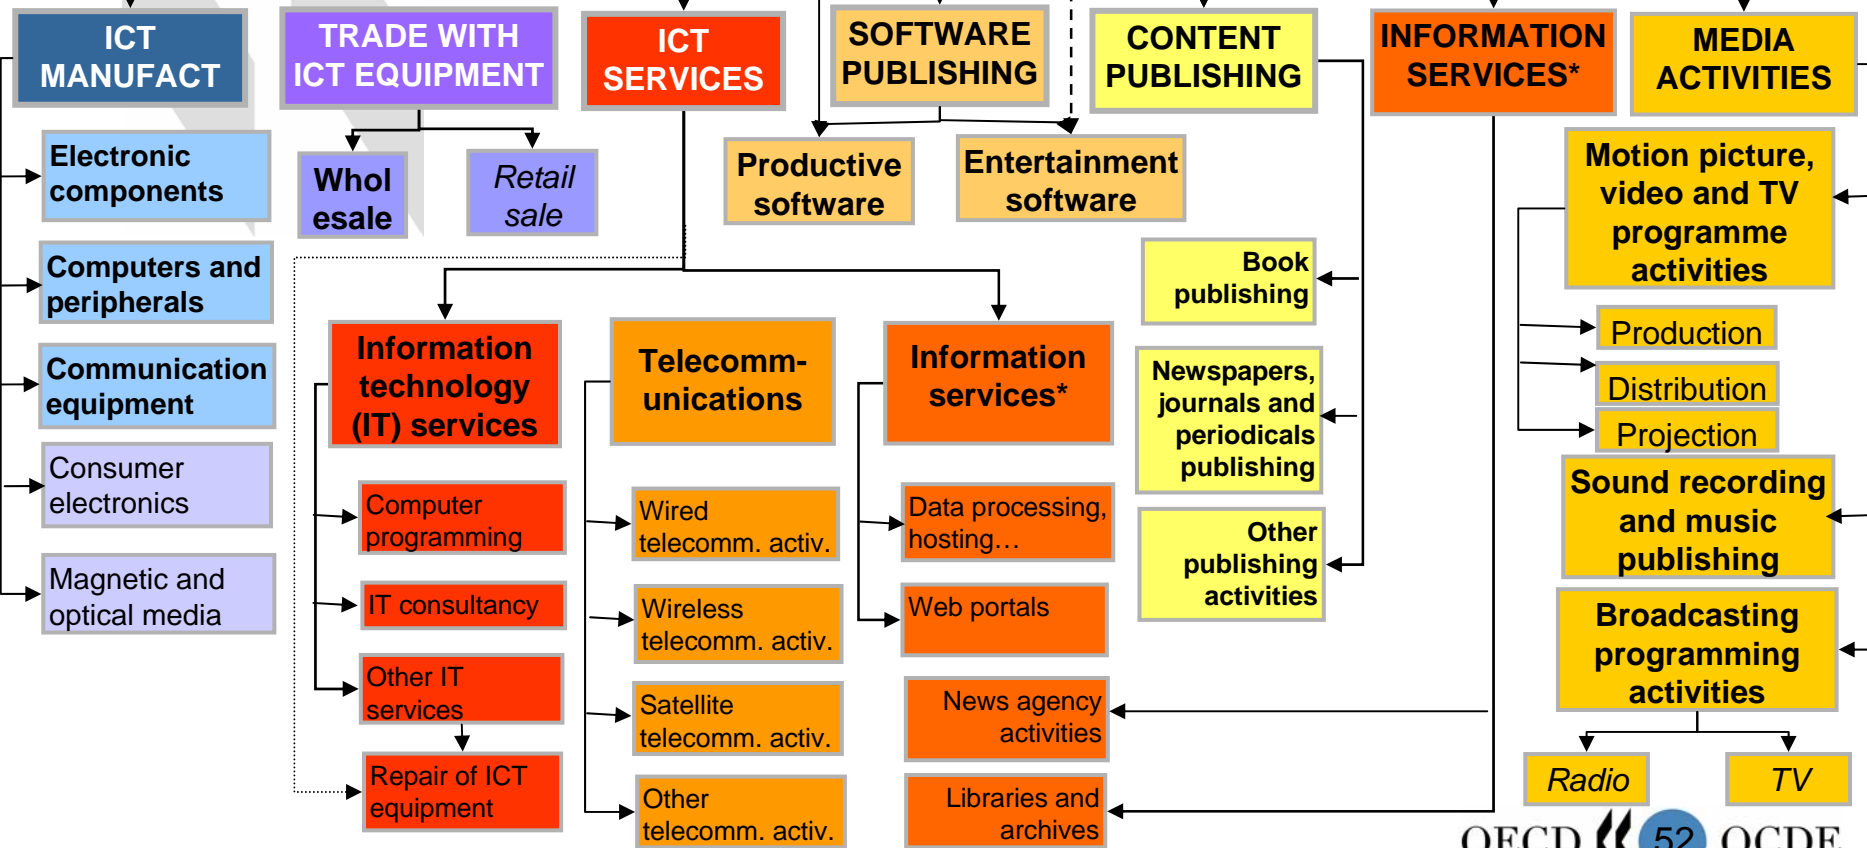 ICT
MANUFACT
TRADE WITH
ICT EQUIPMENT
ICT
SERVICES
SOFTWARE
PUBLISHING
CONTENT
PUBLISHING
INFORMATION
SERVICES*
MEDIA
ACTIVITIES
Electronic
components
Computers and
peripherals
Communication
equipment
Consumer
electronics
Magnetic and
optical media
Whol
esale
Retail
sale
Information
technology
(IT) services
Computer
programming
IT consultancy
Other IT
services
Repair of ICT
equipment
Telecomm-
unications
Wired
telecomm. activ.
Wireless
telecomm. activ.
Satellite
telecomm. activ.
Other
telecomm. activ.
Information
services*
Data processing,
hosting…
Web portals
News agency
activities
Libraries and
archives
Productive
software
Entertainment
software
Book
publishing
Newspapers,
journals and
periodicals
publishing
Other
publishing
activities
Motion picture,
video and TV
programme
activities
Production
Distribution
Projection
Sound recording
and music
publishing
Broadcasting
programming
activities
Radio
TV
OECD 52 OCDE